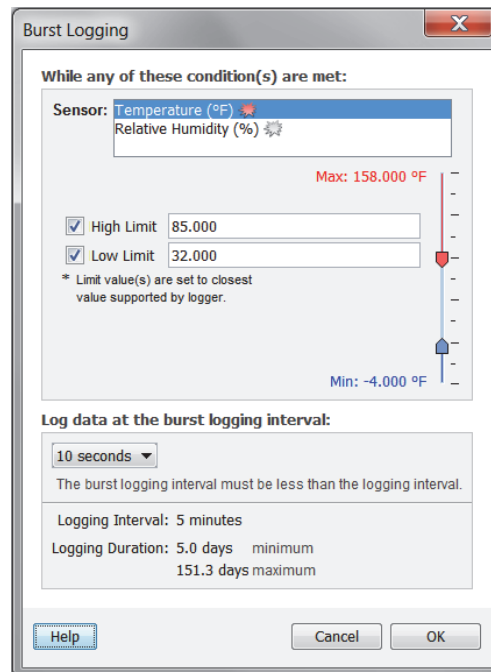 Burst Logging
While any of these condition(s) are met:
Sensor: Temperature (°F)
Relative Humidity (%)
Max: 158.000 °F
High Limit 85.000
Low Limit 32.000
* Limit value(s) are set to closest
value supported by logger.
Min: -4.000 °F
Log data at the burst logging interval:
10 seconds
The burst logging interval must be less than the logging interval.
Logging Interval: 5 minutes
Logging Duration: 5.0 days minimum
151.3 days maximum
Help Cancel OK